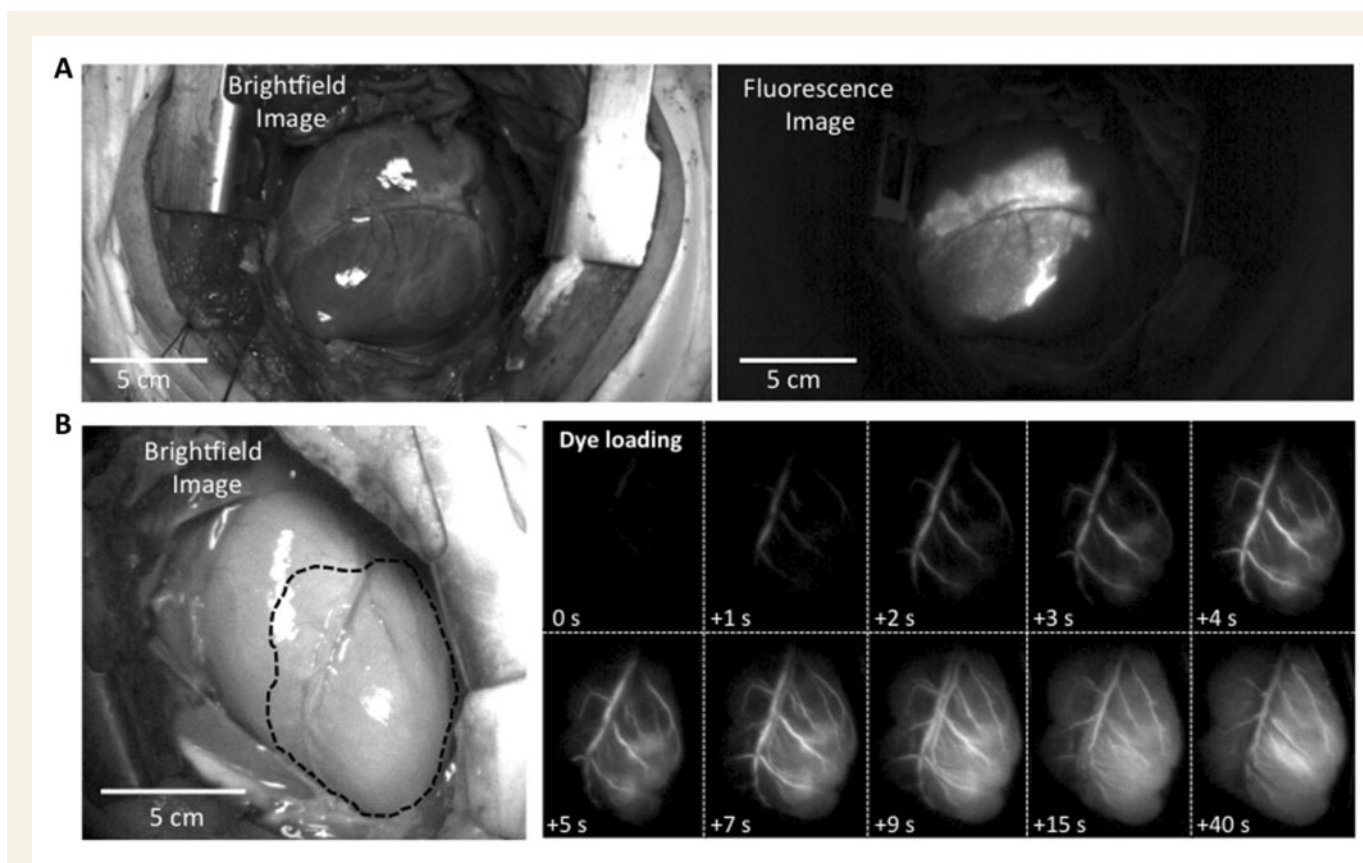 A
Brightfield
Image
5 cm
Fluorescence
Image
5 cm
B
Brightfield
Image
5 cm
Dye loading
0 s
+1 s
+2 s
+3 s
+4 s
+5 s
+7 s
+9 s
+15 s
+40 s